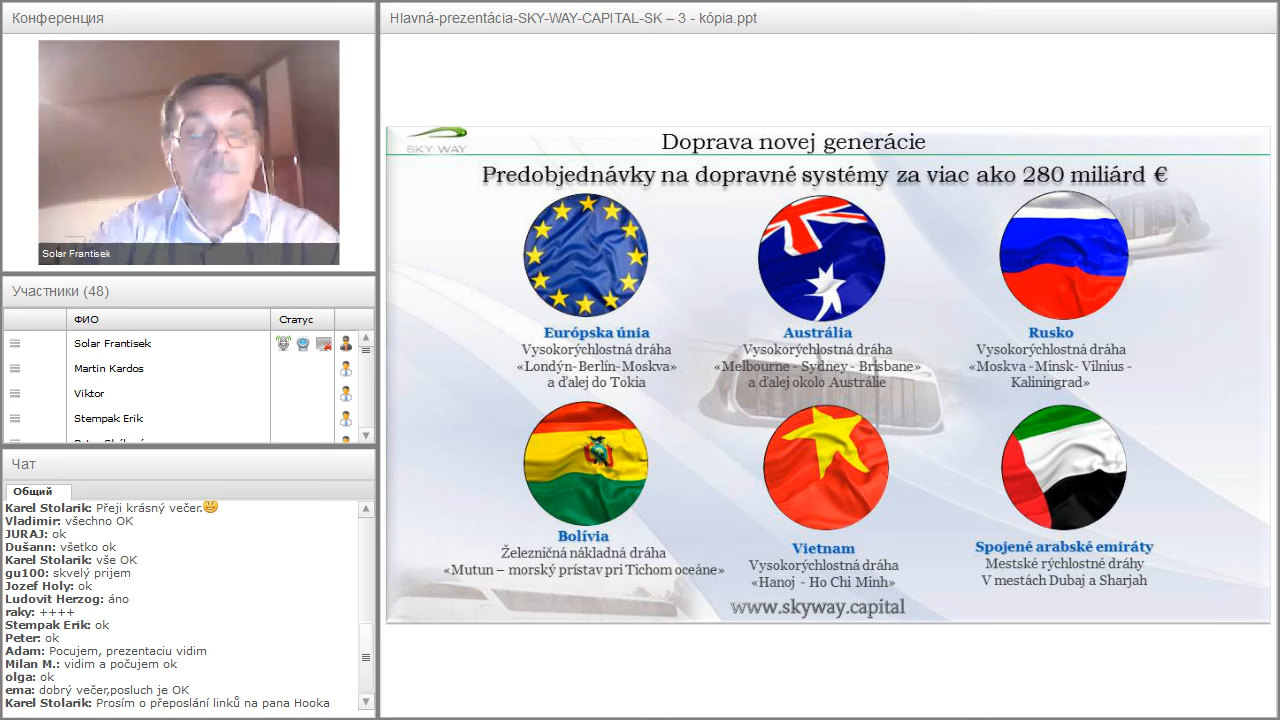 Конференция
Solar Frantisek
Участники (48)
ФИО
Статус
Solar Frantisek
Martin Kardos
Viktor
Stempak Erik
Чат
Общий
Karel Stolarik: Přeji krásný večer.
Vladimir: všechno OK
JURAJ: ok
Dušann: všetko ok
Karel Stolarik: vše OK
gu100: skvelý prijem
Jozef Holy: ok
Ludovit Herzog: áno
raky: ++++
Stempak Erik: ok
Peter: ok
Adam: Pocujem, prezentaciu vidim
Milan M.: vidim a počujem ok
olga: ok
ema: dobrý večer,posluch je OK
Karel Stolarik: Prosím o přeposlání linků na pana Hooka
Hlavná-prezentácia-SKY-WAY-CAPITAL-SK – 3 - kópia.ppt
SKY WAY
Doprava novej generácie
Predobjednávky na dopravné systémy za viac ako 280 miliárd €
Európska únia
Vysokorýchlostná dráha
«Londýn-Berlín-Moskva»
a ďalej do Tokia
Austrália
Vysokorýchlostná dráha
«Melbourne - Sydney - Brisbane»
a ďalej okolo Austrálie
Rusko
Vysokorýchlostná dráha
«Moskva -Minsk- Vilnius -
Kaliningrad»
Bolívia
Železničná nákladná dráha
«Mutun – morský prístav pri Tichom oceáne»
Vietnam
Vysokorýchlostná dráha
«Hanoj - Ho Chi Minh»
Spojené arabské emiráty
Mestské rýchlostné dráhy
V mestách Dubaj a Sharjah
www.skyway.capital